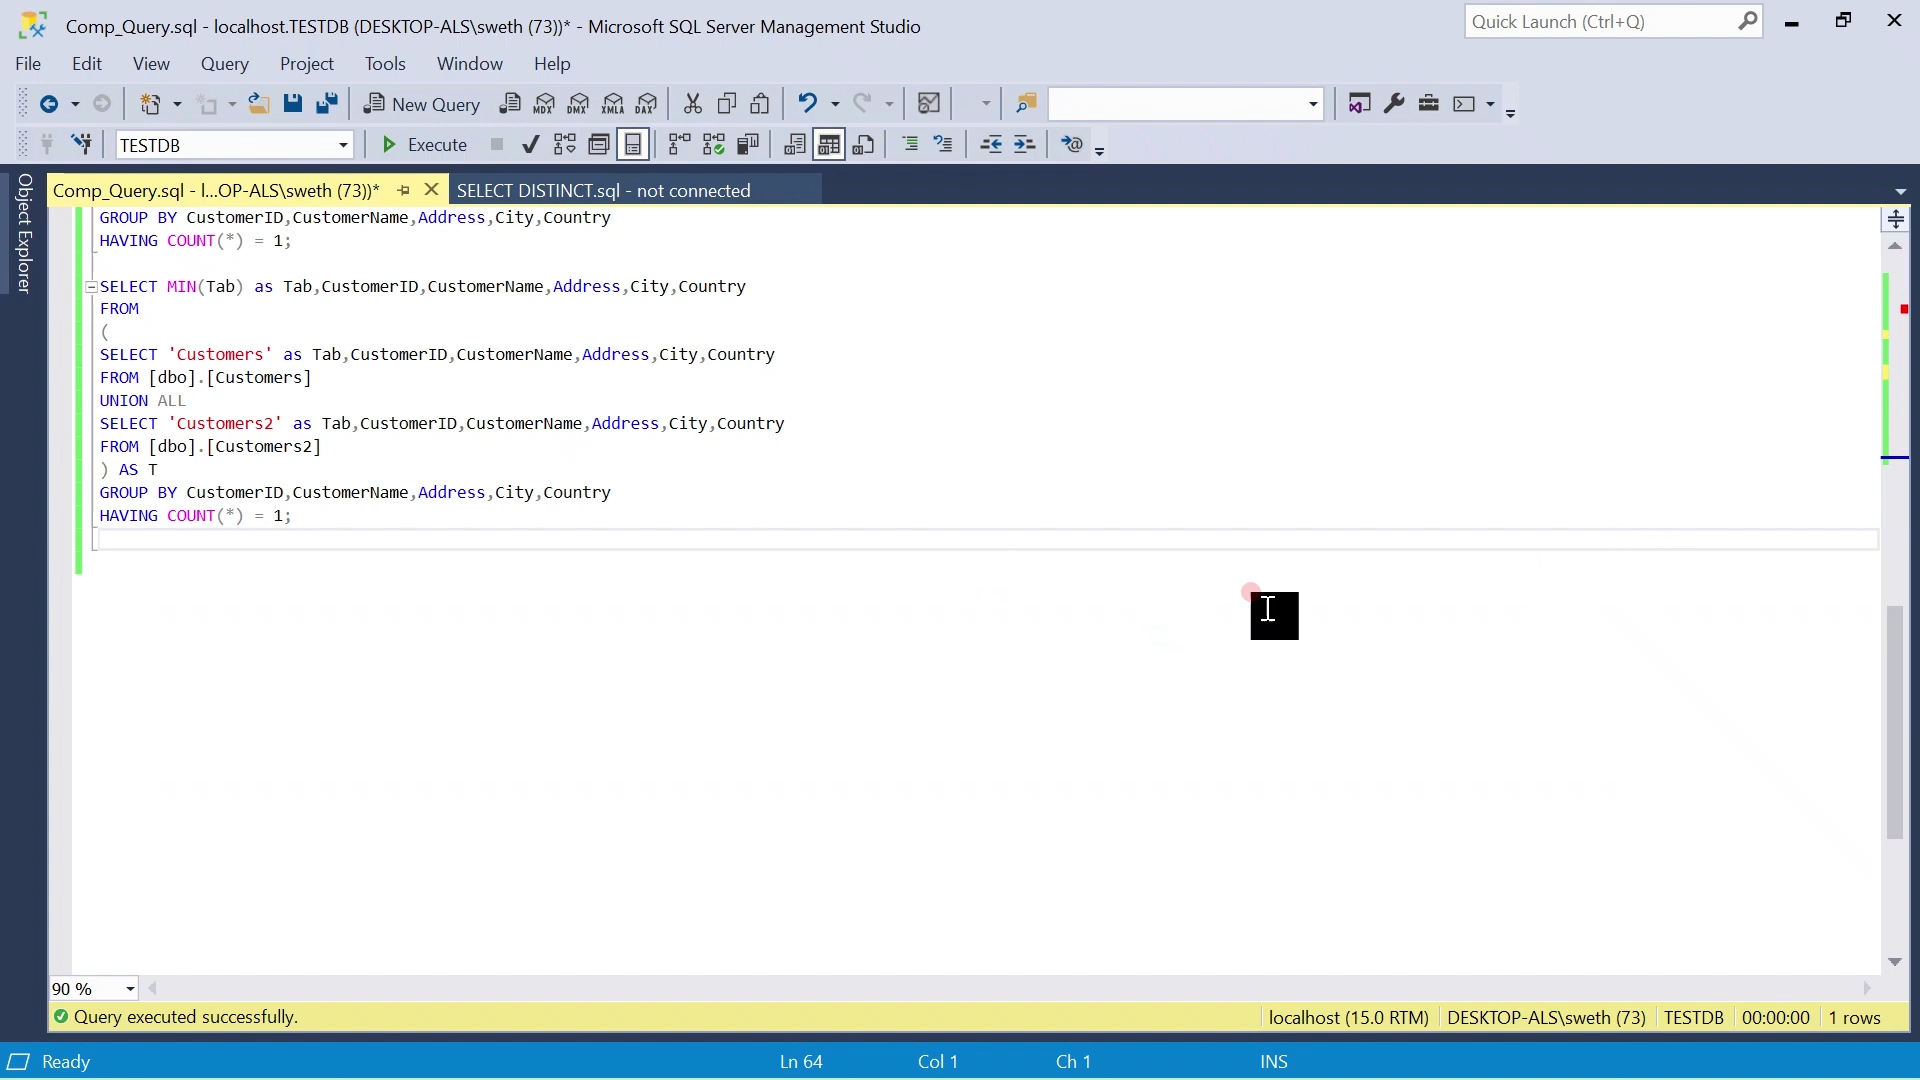 Comp_Query.sql - localhost.TESTDB (DESKTOP-ALS\sweth (73))* - Microsoft SQL Server Management Studio
Quick Launch (Ctrl+Q)
File Edit View Query Project Tools Window Help
New Query MDX DMX XMLA DAX
TESTDB Execute
Object Explorer
Comp_Query.sql - l...OP-ALS\sweth (73))* SELECT DISTINCT.sql - not connected
GROUP BY CustomerID,CustomerName,Address,City,Country
HAVING COUNT(*) = 1;
SELECT MIN(Tab) as Tab,CustomerID,CustomerName,Address,City,Country
FROM
(
SELECT 'Customers' as Tab,CustomerID,CustomerName,Address,City,Country
FROM [dbo].[Customers]
UNION ALL
SELECT 'Customers2' as Tab,CustomerID,CustomerName,Address,City,Country
FROM [dbo].[Customers2]
) AS T
GROUP BY CustomerID,CustomerName,Address,City,Country
HAVING COUNT(*) = 1;
90 %
Query executed successfully. localhost (15.0 RTM) DESKTOP-ALS\sweth (73) TESTDB 00:00:00 1 rows
Ready Ln 64 Col 1 Ch 1 INS